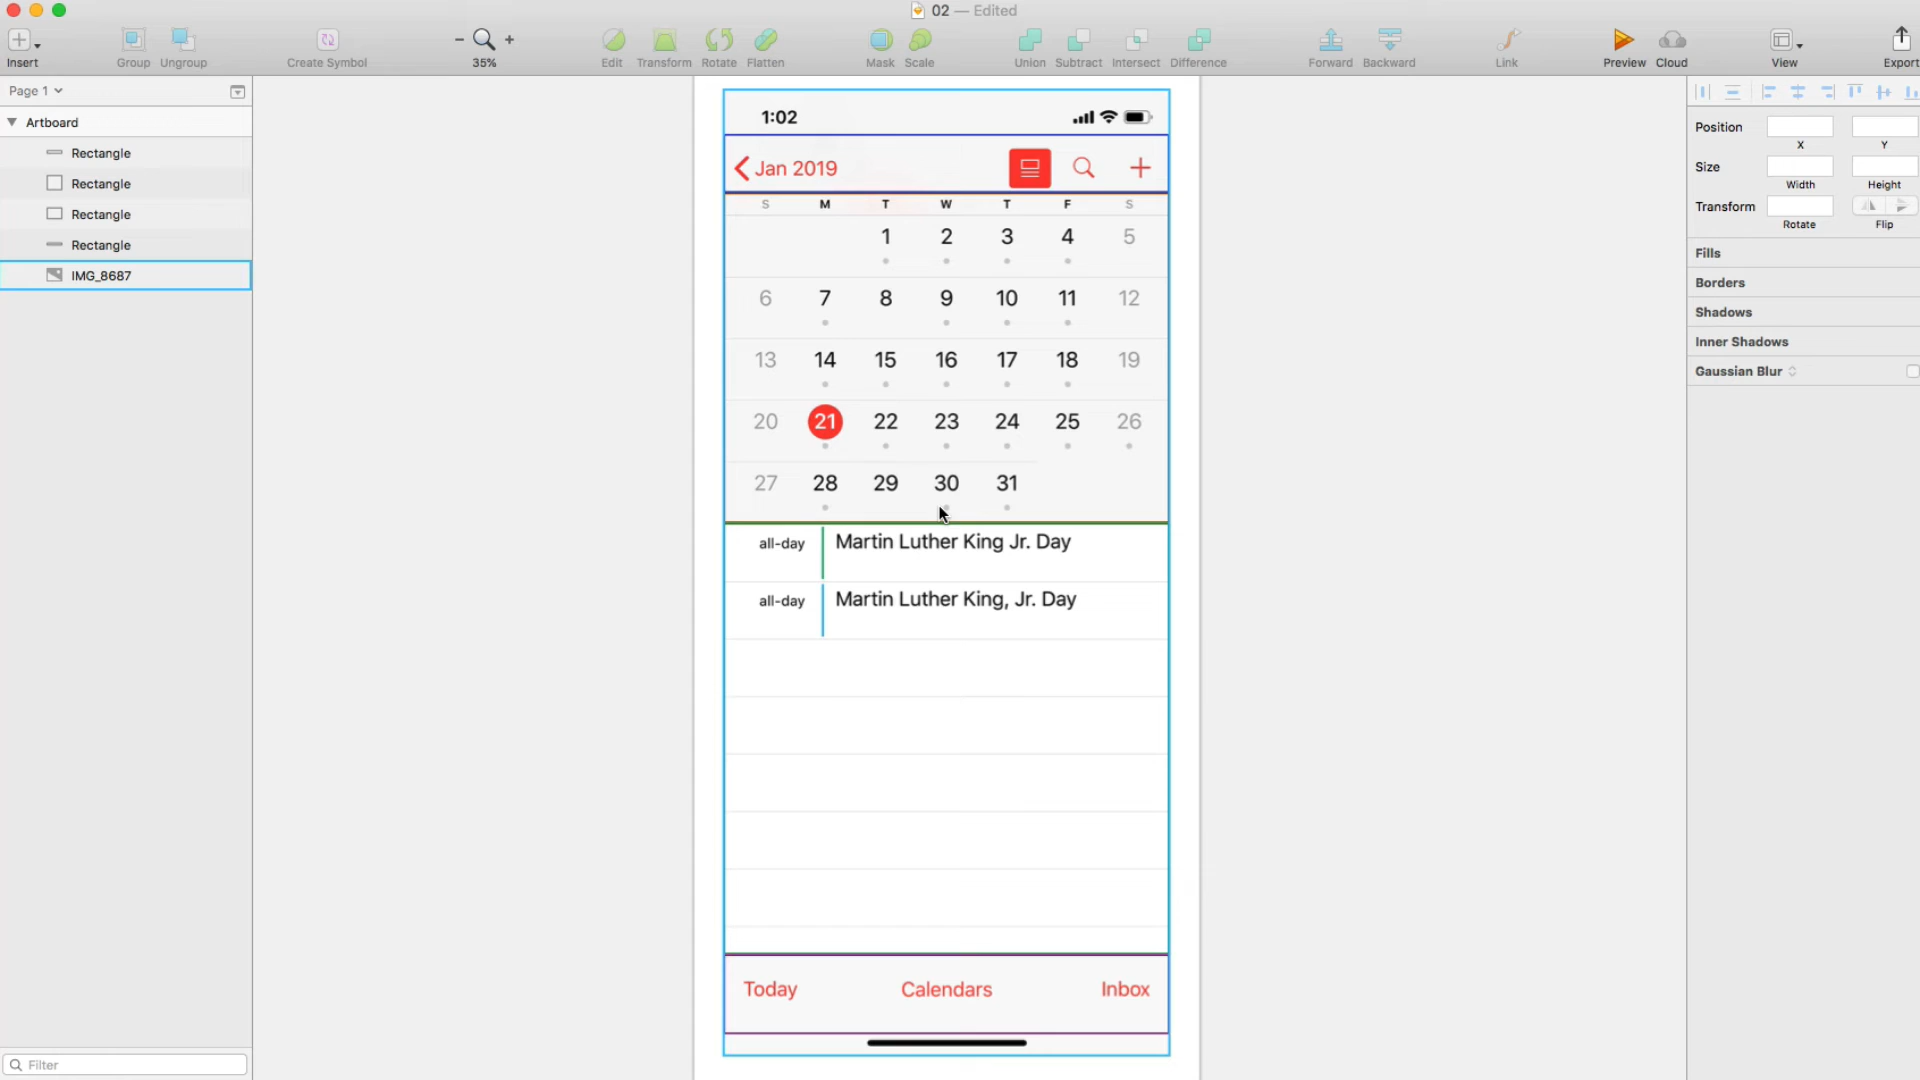 02 — Edited
Insert
Group
Ungroup
Create Symbol
35%
Edit
Transform
Rotate
Flatten
Mask
Scale
Union
Subtract
Intersect
Difference
Forward
Backward
Link
Preview
Cloud
View
Export
Page 1
Artboard
Rectangle
Rectangle
Rectangle
Rectangle
IMG_8687
Filter
1:02
Jan 2019
S M T W T F S
1 2 3 4 5
6 7 8 9 10 11 12
13 14 15 16 17 18 19
20 21 22 23 24 25 26
27 28 29 30 31
all-day Martin Luther King Jr. Day
all-day Martin Luther King, Jr. Day
Today Calendars Inbox
Position
X Y
Size
Width Height
Transform
Rotate Flip
Fills
Borders
Shadows
Inner Shadows
Gaussian Blur